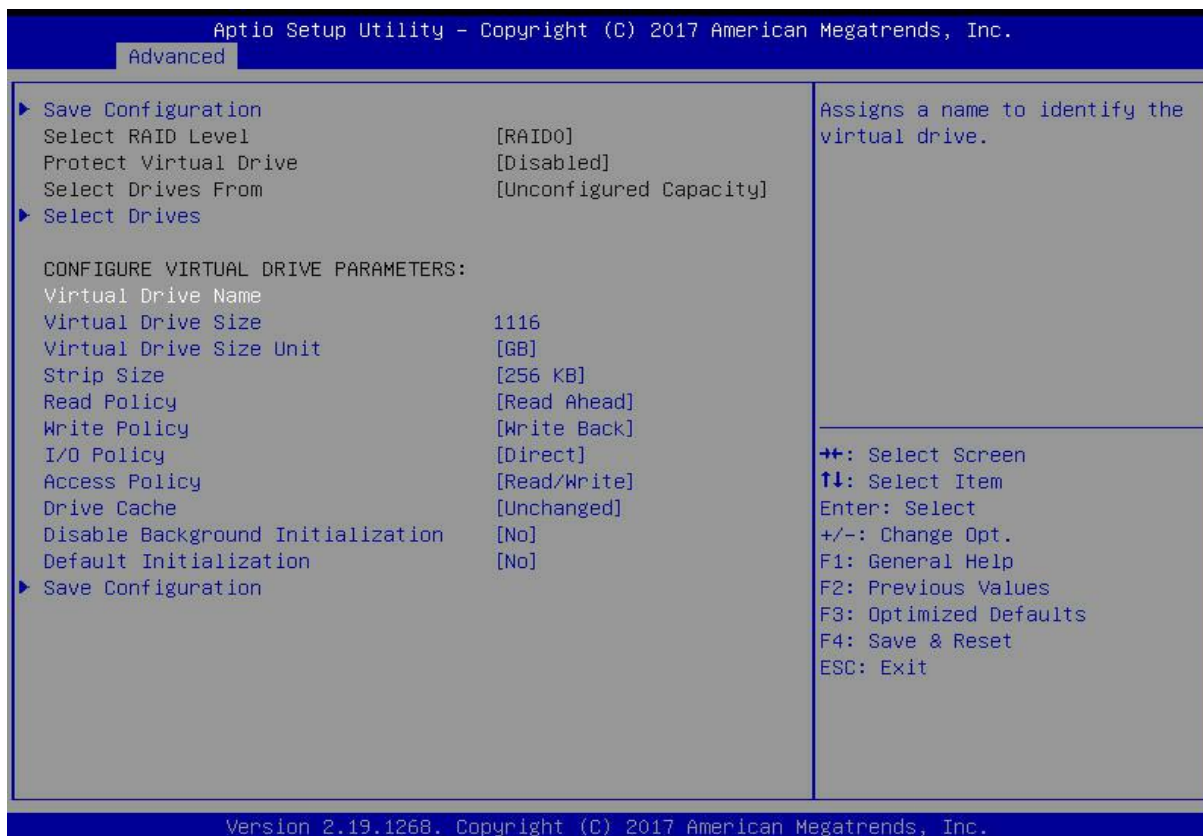 Aptio Setup Utility - Copyright (C) 2017 American Megatrends, Inc.
Advanced
Save Configuration
Select RAID Level [RAID0]
Protect Virtual Drive [Disabled]
Select Drives From [Unconfigured Capacity]
Select Drives
CONFIGURE VIRTUAL DRIVE PARAMETERS:
Virtual Drive Name
Virtual Drive Size 1116
Virtual Drive Size Unit [GB]
Strip Size [256 KB]
Read Policy [Read Ahead]
Write Policy [Write Back]
I/O Policy [Direct]
Access Policy [Read/Write]
Drive Cache [Unchanged]
Disable Background Initialization [No]
Default Initialization [No]
Save Configuration
Assigns a name to identify the
virtual drive.
→←: Select Screen
↑↓: Select Item
Enter: Select
+/-: Change Opt.
F1: General Help
F2: Previous Values
F3: Optimized Defaults
F4: Save & Reset
ESC: Exit
Version 2.19.1268. Copyright (C) 2017 American Megatrends, Inc.